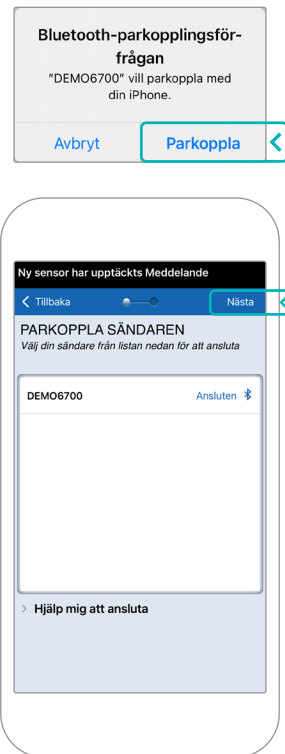 Bluetooth-parkopplingsför-
frågan
"DEMO6700" vill parkoppla med
din iPhone.
Avbryt Parkoppla
Ny sensor har upptäckts Meddelande
Tillbaka Nästa
PARKOPPLA SÄNDAREN
Välj din sändare från listan nedan för att ansluta
DEMO6700 Ansluten
Hjälp mig att ansluta